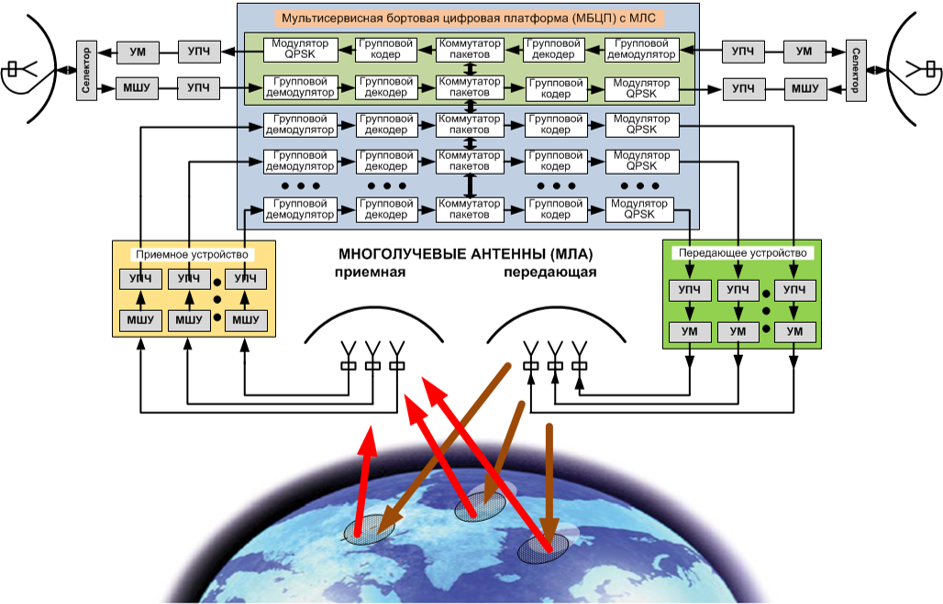 Мультисервисная бортовая цифровая платформа (МБЦП) с МЛС
Селектор
УМ
УПЧ
Модулятор
QPSK
Групповой
кодер
Коммутатор
пакетов
Групповой
декодер
Групповой
демодулятор
УПЧ
УМ
Селектор
МШУ
УПЧ
Групповой
демодулятор
Групповой
декодер
Коммутатор
пакетов
Групповой
кодер
Модулятор
QPSK
УПЧ
МШУ
Групповой
демодулятор
Групповой
декодер
Коммутатор
пакетов
Групповой
кодер
Модулятор
QPSK
Групповой
демодулятор
Групповой
декодер
Коммутатор
пакетов
Групповой
кодер
Модулятор
QPSK
Групповой
демодулятор
Групповой
декодер
Коммутатор
пакетов
Групповой
кодер
Модулятор
QPSK
Приемное устройство
УПЧ
УПЧ
УПЧ
МШУ
МШУ
МШУ
МНОГОЛУЧЕВЫЕ АНТЕННЫ (МЛА)
приемная
передающая
Передающее устройство
УПЧ
УПЧ
УПЧ
УМ
УМ
УМ